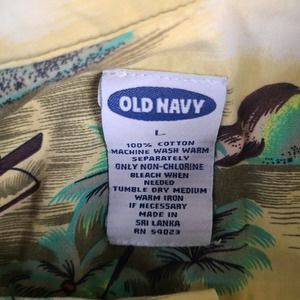 OLD NAVY
L
100% COTTON
MACHINE WASH WARM
SEPARATELY
ONLY NON-CHLORINE
BLEACH WHEN
NEEDED
TUMBLE DRY MEDIUM
WARM IRON
IF NECESSARY
MADE IN
SRI LANKA
RN 54023